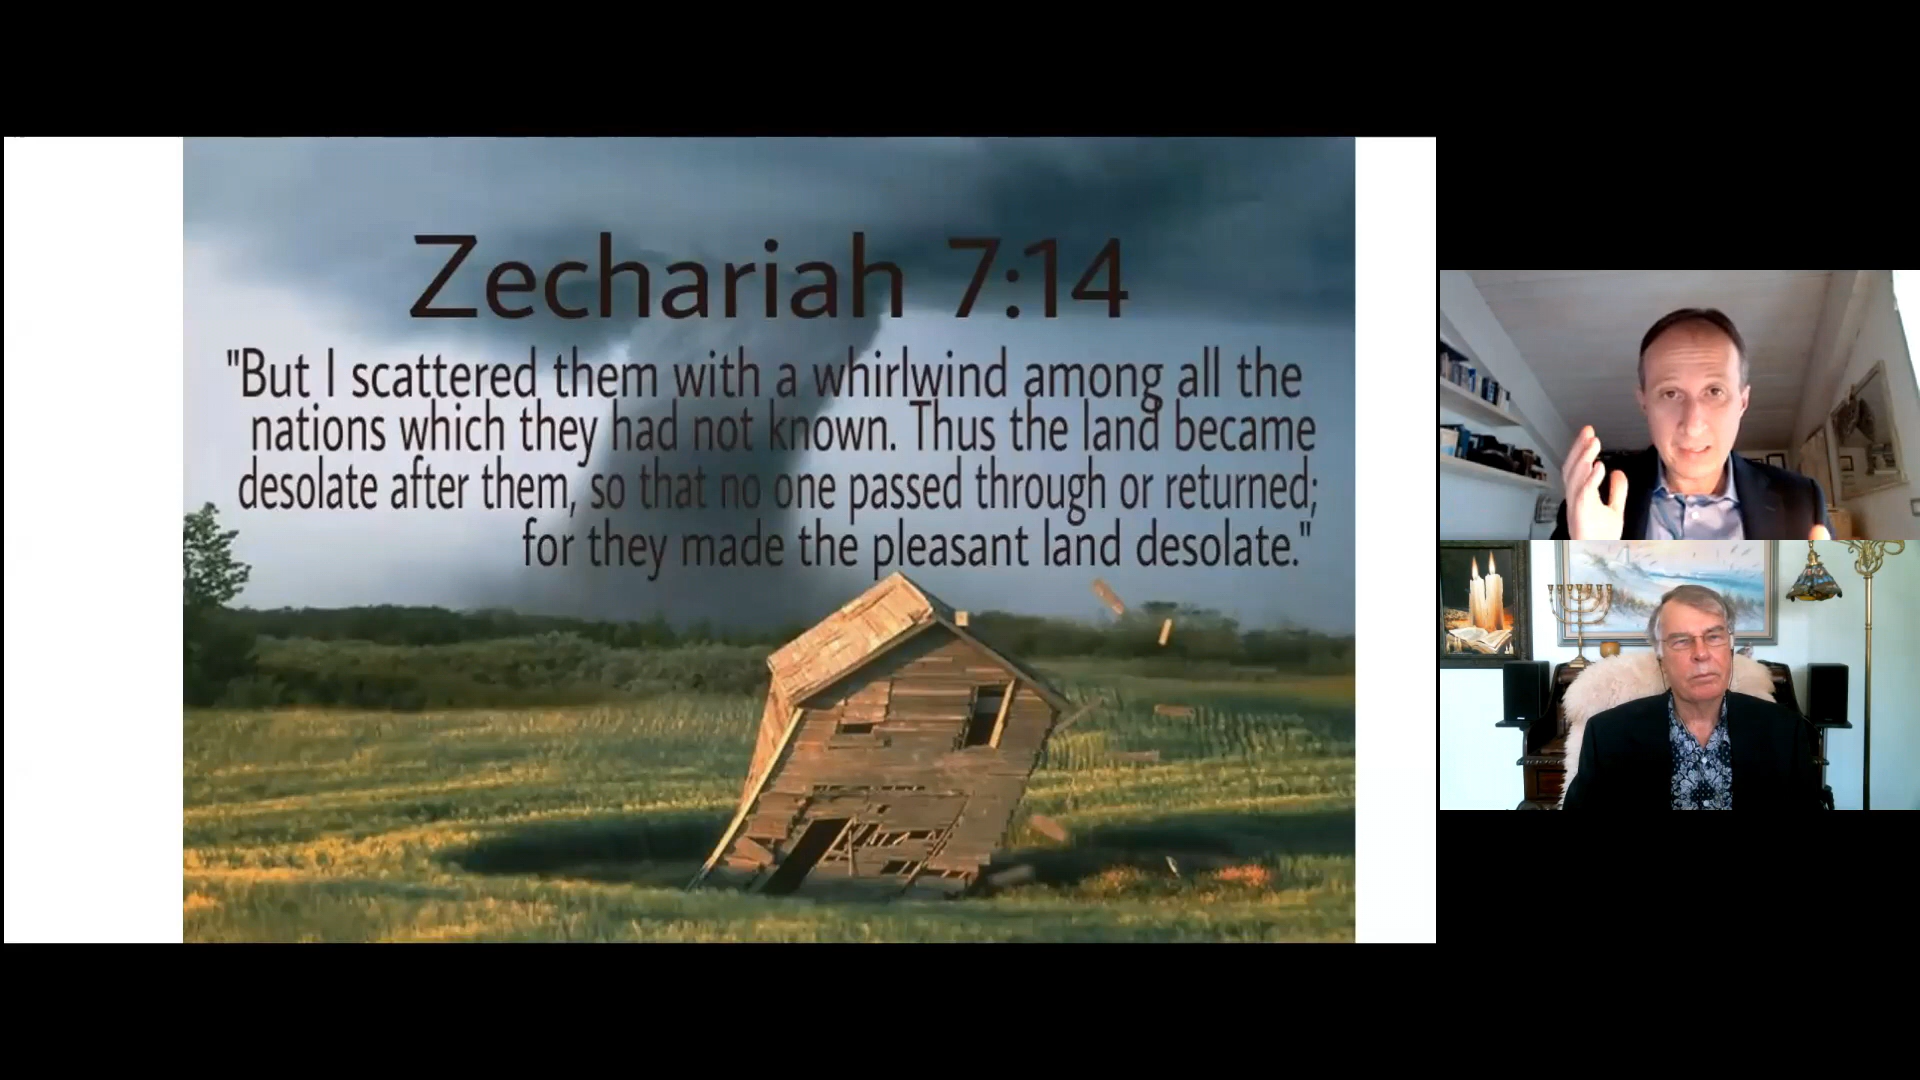 Zechariah 7:14
"But I scattered them with a whirlwind among all the
nations which they had not known. Thus the land became
desolate after them, so that no one passed through or returned;
for they made the pleasant land desolate."